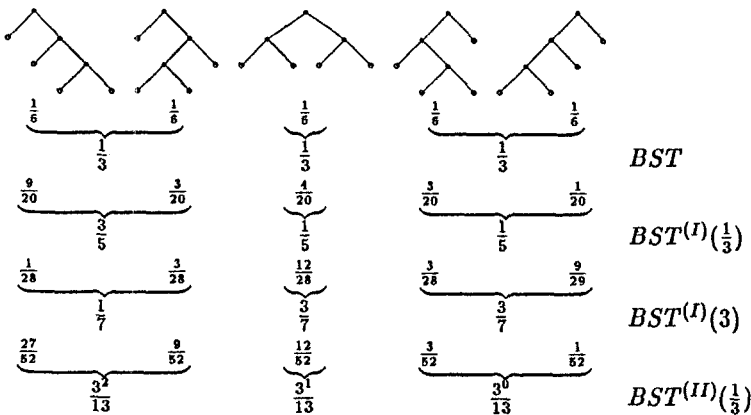 1/6 1/6 1/6 1/6 1/6
1/3 1/3 1/3 BST
9/20 3/20 4/20 3/20 1/20
3/5 1/5 1/5 BST^(I)(1/3)
1/28 3/28 12/28 3/28 9/29
1/7 3/7 3/7 BST^(I)(3)
27/52 9/52 12/52 3/52 1/52
3^2/13 3^1/13 3^0/13 BST^(II)(1/3)